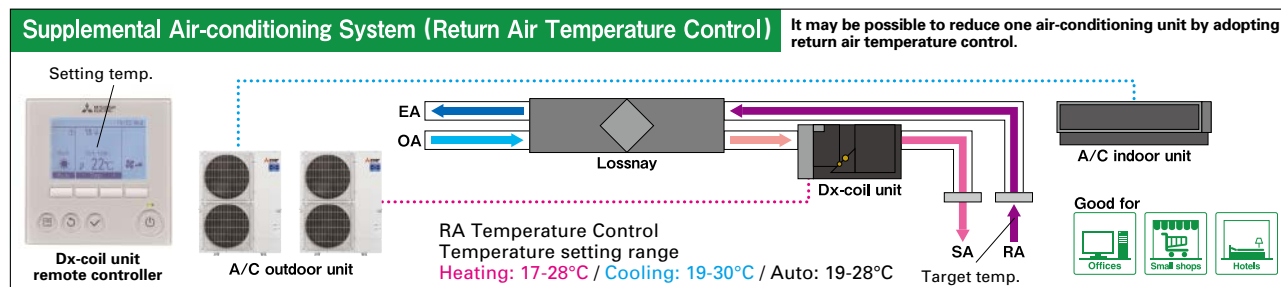 Supplemental Air-conditioning System (Return Air Temperature Control)
It may be possible to reduce one air-conditioning unit by adopting
return air temperature control.
Setting temp.
22°C
Dx-coil unit
remote controller
A/C outdoor unit
EA
OA
Lossnay
Dx-coil unit
SA
RA
Target temp.
A/C indoor unit
RA Temperature Control
Temperature setting range
Heating: 17-28°C / Cooling: 19-30°C / Auto: 19-28°C
Good for
Offices
Small shops
Hotels